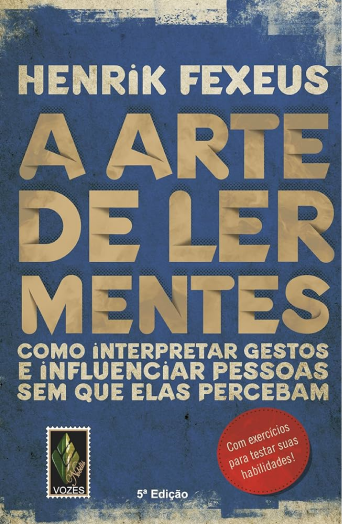 HENRIK FEXEUS
A ARTE
DE LER
MENTES
COMO INTERPRETAR GESTOS
E INFLUENCIAR PESSOAS
SEM QUE ELAS PERCEBAM
Com exercícios
para testar suas
habilidades!
VOZES
5ª Edição